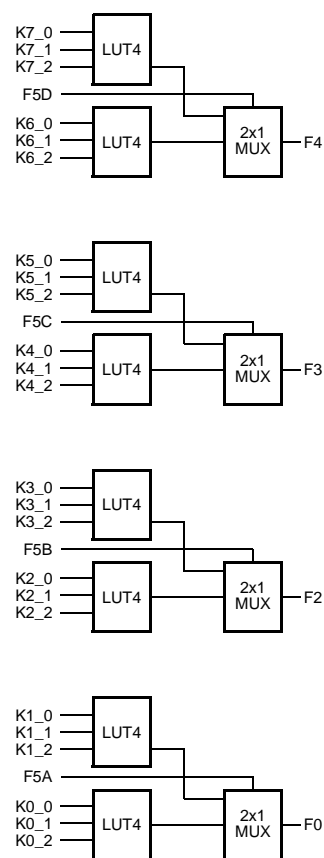 K7_0
K7_1
K7_2
LUT4
F5D
K6_0
K6_1
K6_2
LUT4
2x1
MUX
F4
K5_0
K5_1
K5_2
LUT4
F5C
K4_0
K4_1
K4_2
LUT4
2x1
MUX
F3
K3_0
K3_1
K3_2
LUT4
F5B
K2_0
K2_1
K2_2
LUT4
2x1
MUX
F2
K1_0
K1_1
K1_2
LUT4
F5A
K0_0
K0_1
K0_2
LUT4
2x1
MUX
F0